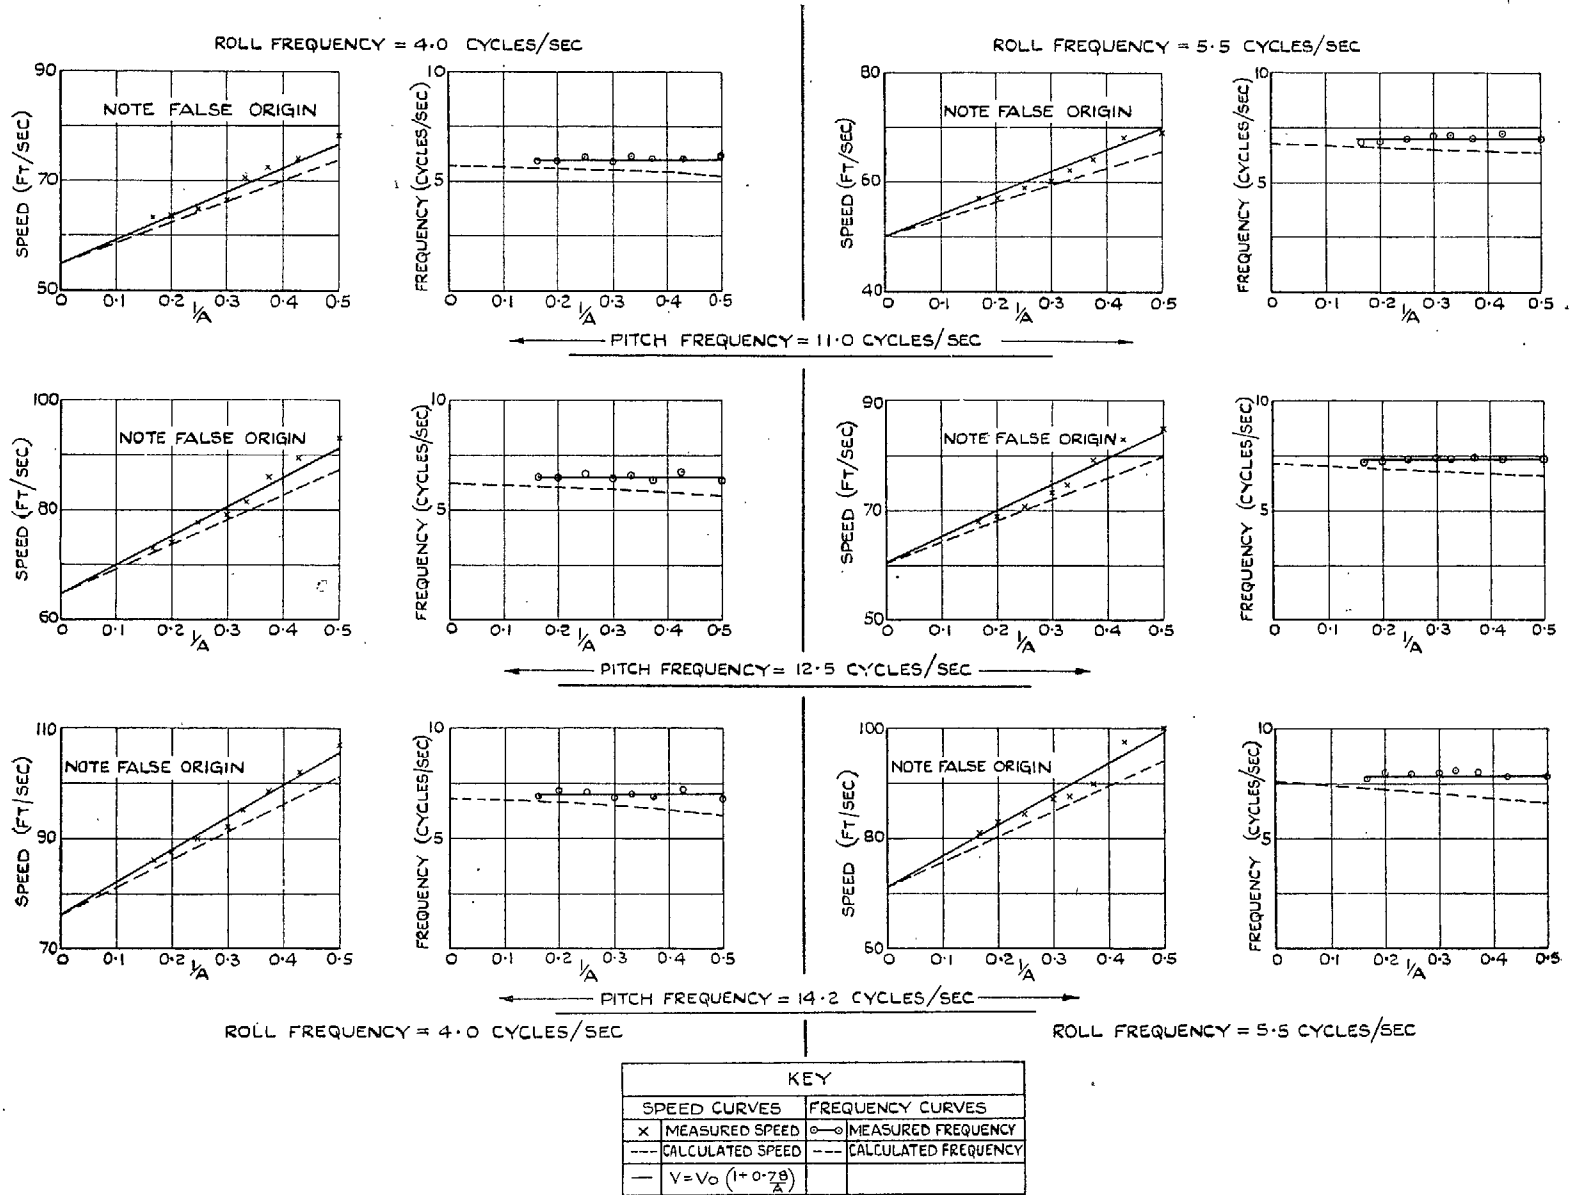 ROLL FREQUENCY = 4·0 CYCLES/SEC
ROLL FREQUENCY = 5·5 CYCLES/SEC
90
70
50
SPEED (FT/SEC)
NOTE FALSE ORIGIN
0 0·1 0·2 0·3 0·4 0·5
1/A
10
5
FREQUENCY (CYCLES/SEC)
0 0·1 0·2 0·3 0·4 0·5
1/A
80
60
40
SPEED (FT/SEC)
NOTE FALSE ORIGIN
0 0·1 0·2 0·3 0·4 0·5
1/A
10
5
FREQUENCY (CYCLES/SEC)
0 0·1 0·2 0·3 0·4 0·5
1/A
PITCH FREQUENCY = 11·0 CYCLES/SEC
100
80
60
SPEED (FT/SEC)
NOTE FALSE ORIGIN
0 0·1 0·2 0·3 0·4 0·5
1/A
10
5
FREQUENCY (CYCLES/SEC)
0 0·1 0·2 0·3 0·4 0·5
1/A
90
70
50
SPEED (FT/SEC)
NOTE FALSE ORIGIN
0 0·1 0·2 0·3 0·4 0·5
1/A
10
5
FREQUENCY (CYCLES/SEC)
0 0·1 0·2 0·3 0·4 0·5
1/A
PITCH FREQUENCY = 12·5 CYCLES/SEC
110
90
70
SPEED (FT/SEC)
NOTE FALSE ORIGIN
0 0·1 0·2 0·3 0·4 0·5
1/A
10
5
FREQUENCY (CYCLES/SEC)
0 0·1 0·2 0·3 0·4 0·5
1/A
100
80
60
SPEED (FT/SEC)
NOTE FALSE ORIGIN
0 0·1 0·2 0·3 0·4 0·5
1/A
10
5
FREQUENCY (CYCLES/SEC)
0 0·1 0·2 0·3 0·4 0·5
1/A
PITCH FREQUENCY = 14·2 CYCLES/SEC
ROLL FREQUENCY = 4·0 CYCLES/SEC
ROLL FREQUENCY = 5·5 CYCLES/SEC
KEY
SPEED CURVES FREQUENCY CURVES
× MEASURED SPEED MEASURED FREQUENCY
CALCULATED SPEED CALCULATED FREQUENCY
V = V₀ (1 + 0·78/A)